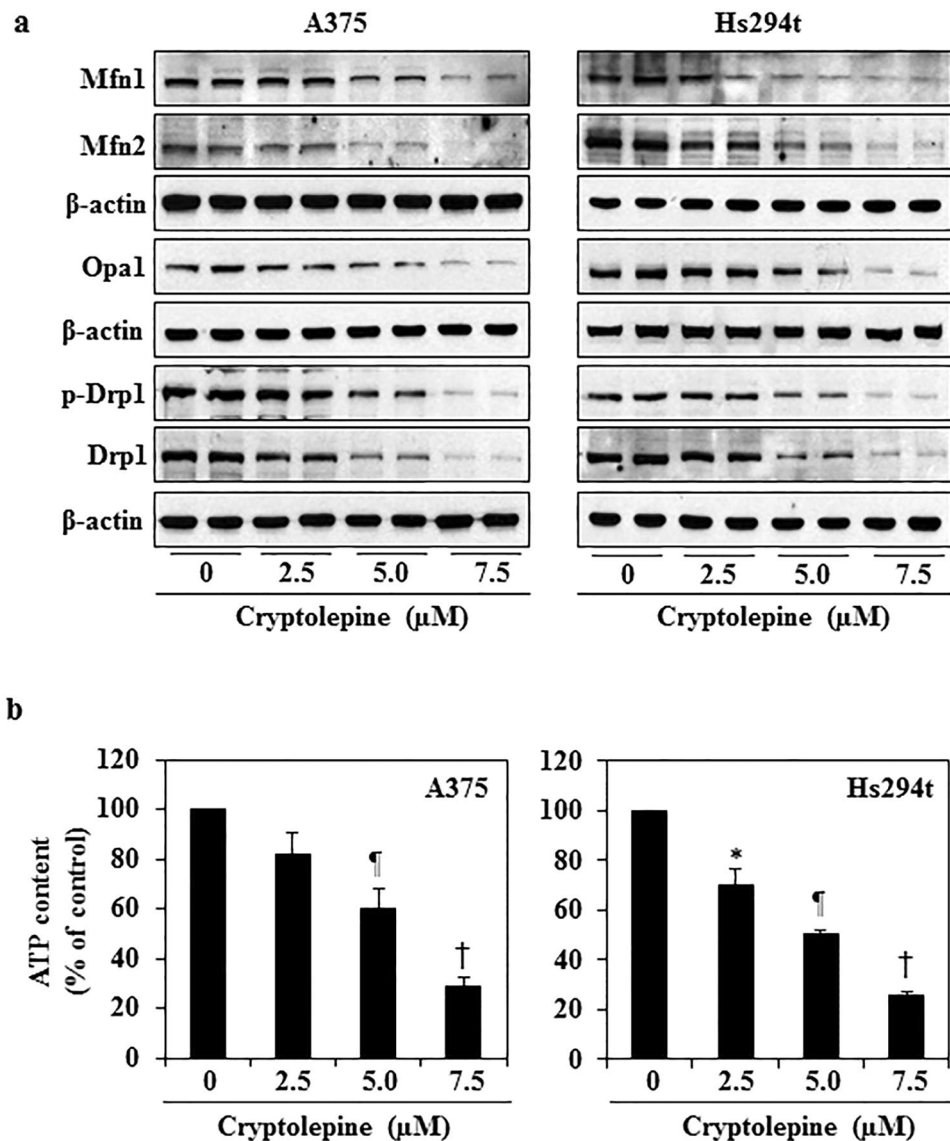 a
A375 Hs294t
Mfn1
Mfn2
β-actin
Opa1
β-actin
p-Drp1
Drp1
β-actin
0 2.5 5.0 7.5 0 2.5 5.0 7.5
Cryptolepine (µM) Cryptolepine (µM)
b
ATP content
(% of control)
120
100
80
60
40
20
0
A375
¶
†
0 2.5 5.0 7.5
Cryptolepine (µM)
120
100
80
60
40
20
0
Hs294t
*
¶
†
0 2.5 5.0 7.5
Cryptolepine (µM)